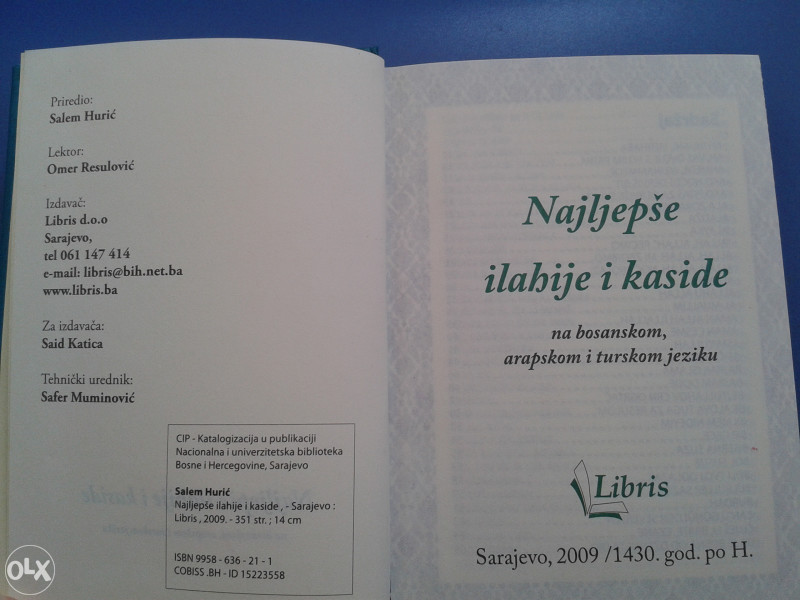 Priredio:
Salem Hurić
Lektor:
Omer Resulović
Izdavač:
Libris d.o.o
Sarajevo,
tel 061 147 414
e-mail: libris@bih.net.ba
www.libris.ba
Za izdavača:
Said Katica
Tehnički urednik:
Safer Muminović
CIP - Katalogizacija u publikaciji
Nacionalna i univerzitetska biblioteka
Bosne i Hercegovine, Sarajevo
Salem Hurić
Najljepše ilahije i kaside , - Sarajevo :
Libris , 2009. - 351 str. ; 14 cm
ISBN 9958 - 636 - 21 - 1
COBISS .BH - ID 15223558
OLX
Najljepše
ilahije i kaside
na bosanskom,
arapskom i turskom jeziku
Libris
Sarajevo, 2009 /1430. god. po H.